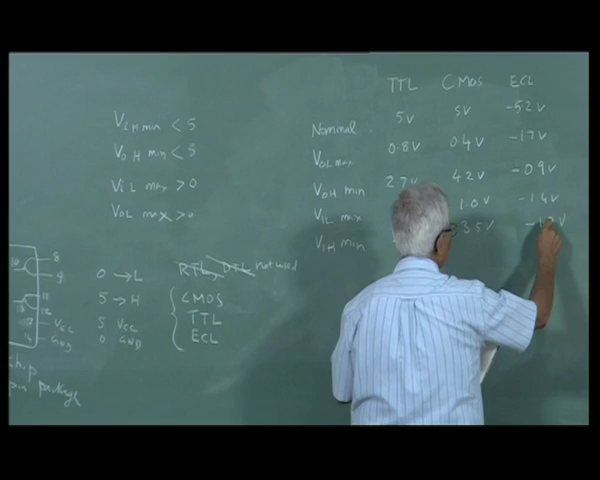 V_IH min < 5
V_OH min < 5
V_IL max > 0
V_OL max > 0
TTL CMOS ECL
Nominal 5V 5V -5.2V
V_OL max 0.8V 0.4V -1.7V
V_OH min 2.7V 4.2V -0.9V
V_IL max 1.0V -1.4V
V_IH min 3.5V
8
9
11
12
V_CC
GND
0 → L
5 → H
5 V_CC
0 GND
RTL, DTL not used
CMOS
TTL
ECL
chip
pin package